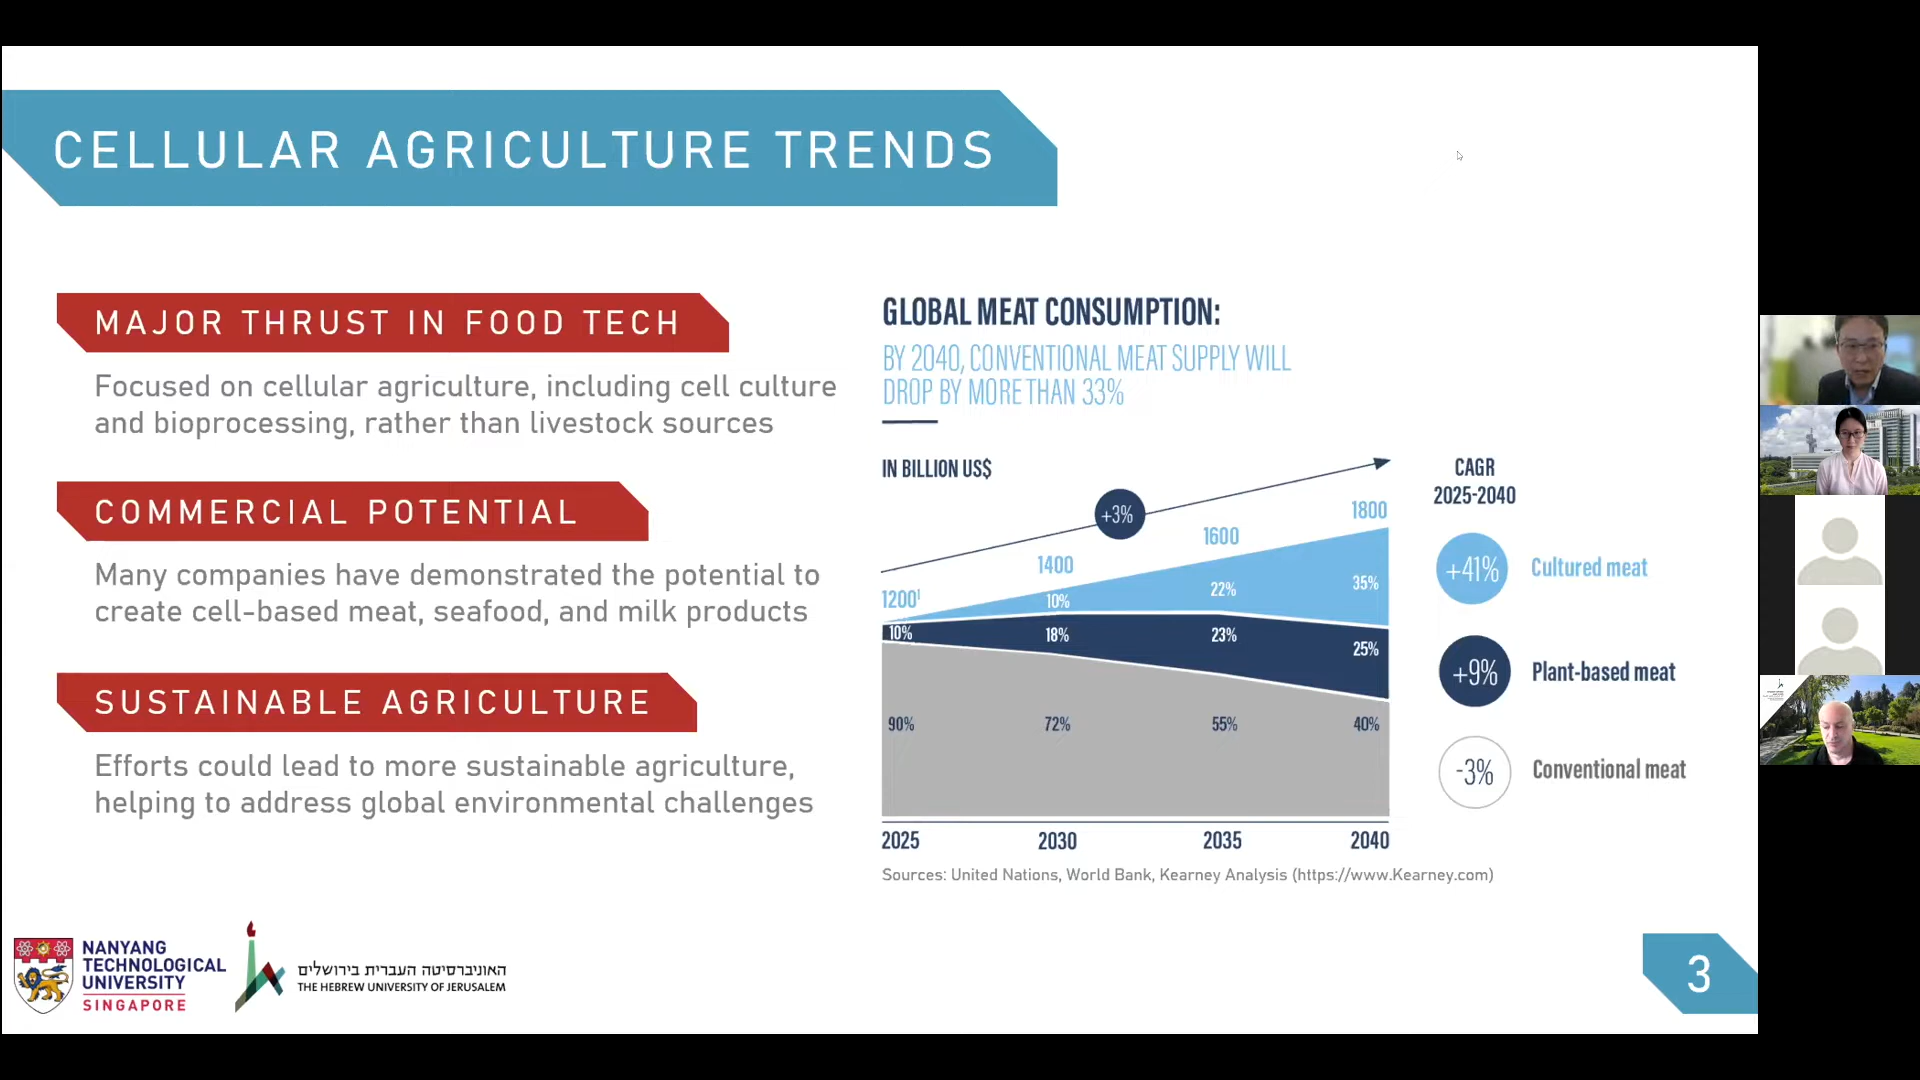 CELLULAR AGRICULTURE TRENDS
MAJOR THRUST IN FOOD TECH
Focused on cellular agriculture, including cell culture
and bioprocessing, rather than livestock sources
COMMERCIAL POTENTIAL
Many companies have demonstrated the potential to
create cell-based meat, seafood, and milk products
SUSTAINABLE AGRICULTURE
Efforts could lead to more sustainable agriculture,
helping to address global environmental challenges
GLOBAL MEAT CONSUMPTION:
BY 2040, CONVENTIONAL MEAT SUPPLY WILL
DROP BY MORE THAN 33%
IN BILLION US$
+3%
1200¹
1400
1600
1800
10%
22%
35%
10%
18%
23%
25%
90%
72%
55%
40%
2025
2030
2035
2040
CAGR
2025-2040
+41% Cultured meat
+9% Plant-based meat
-3% Conventional meat
Sources: United Nations, World Bank, Kearney Analysis (https://www.Kearney.com)
NANYANG
TECHNOLOGICAL
UNIVERSITY
SINGAPORE
האוניברסיטה העברית בירושלים
THE HEBREW UNIVERSITY OF JERUSALEM
3